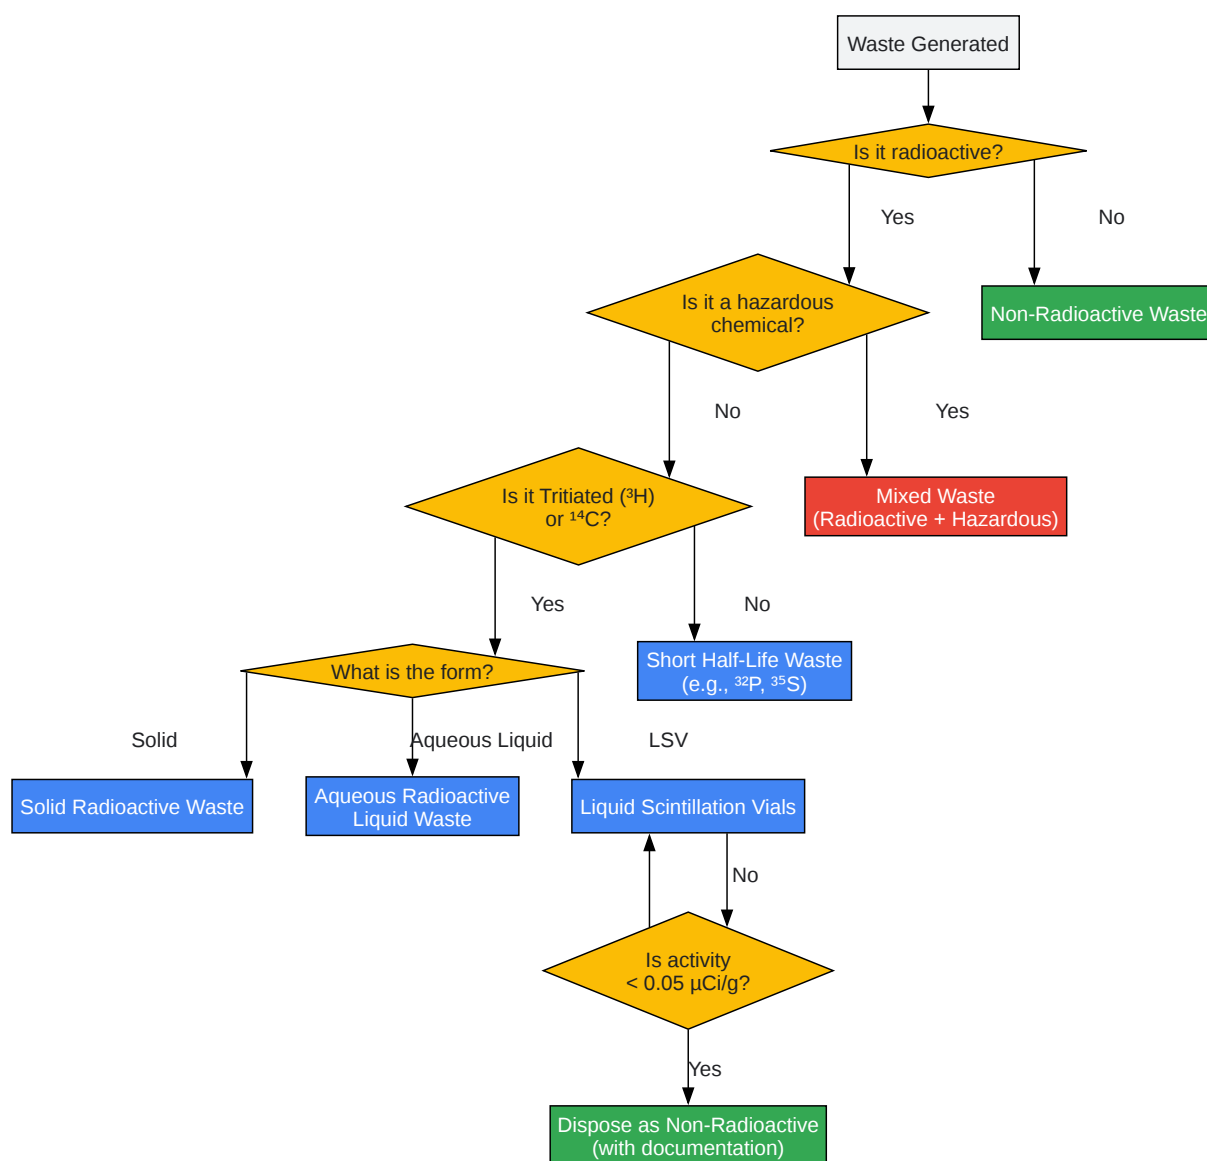 Waste Generated
Is it radioactive?
Yes
No
Is it a hazardous
chemical?
Non-Radioactive Waste
No
Yes
Is it Tritiated (³H)
or ¹⁴C?
Mixed Waste
(Radioactive + Hazardous)
Yes
No
What is the form?
Short Half-Life Waste
(e.g., ³²P, ³⁵S)
Solid
Aqueous Liquid
LSV
Solid Radioactive Waste
Aqueous Radioactive
Liquid Waste
Liquid Scintillation Vials
No
Is activity
< 0.05 µCi/g?
Yes
Dispose as Non-Radioactive
(with documentation)